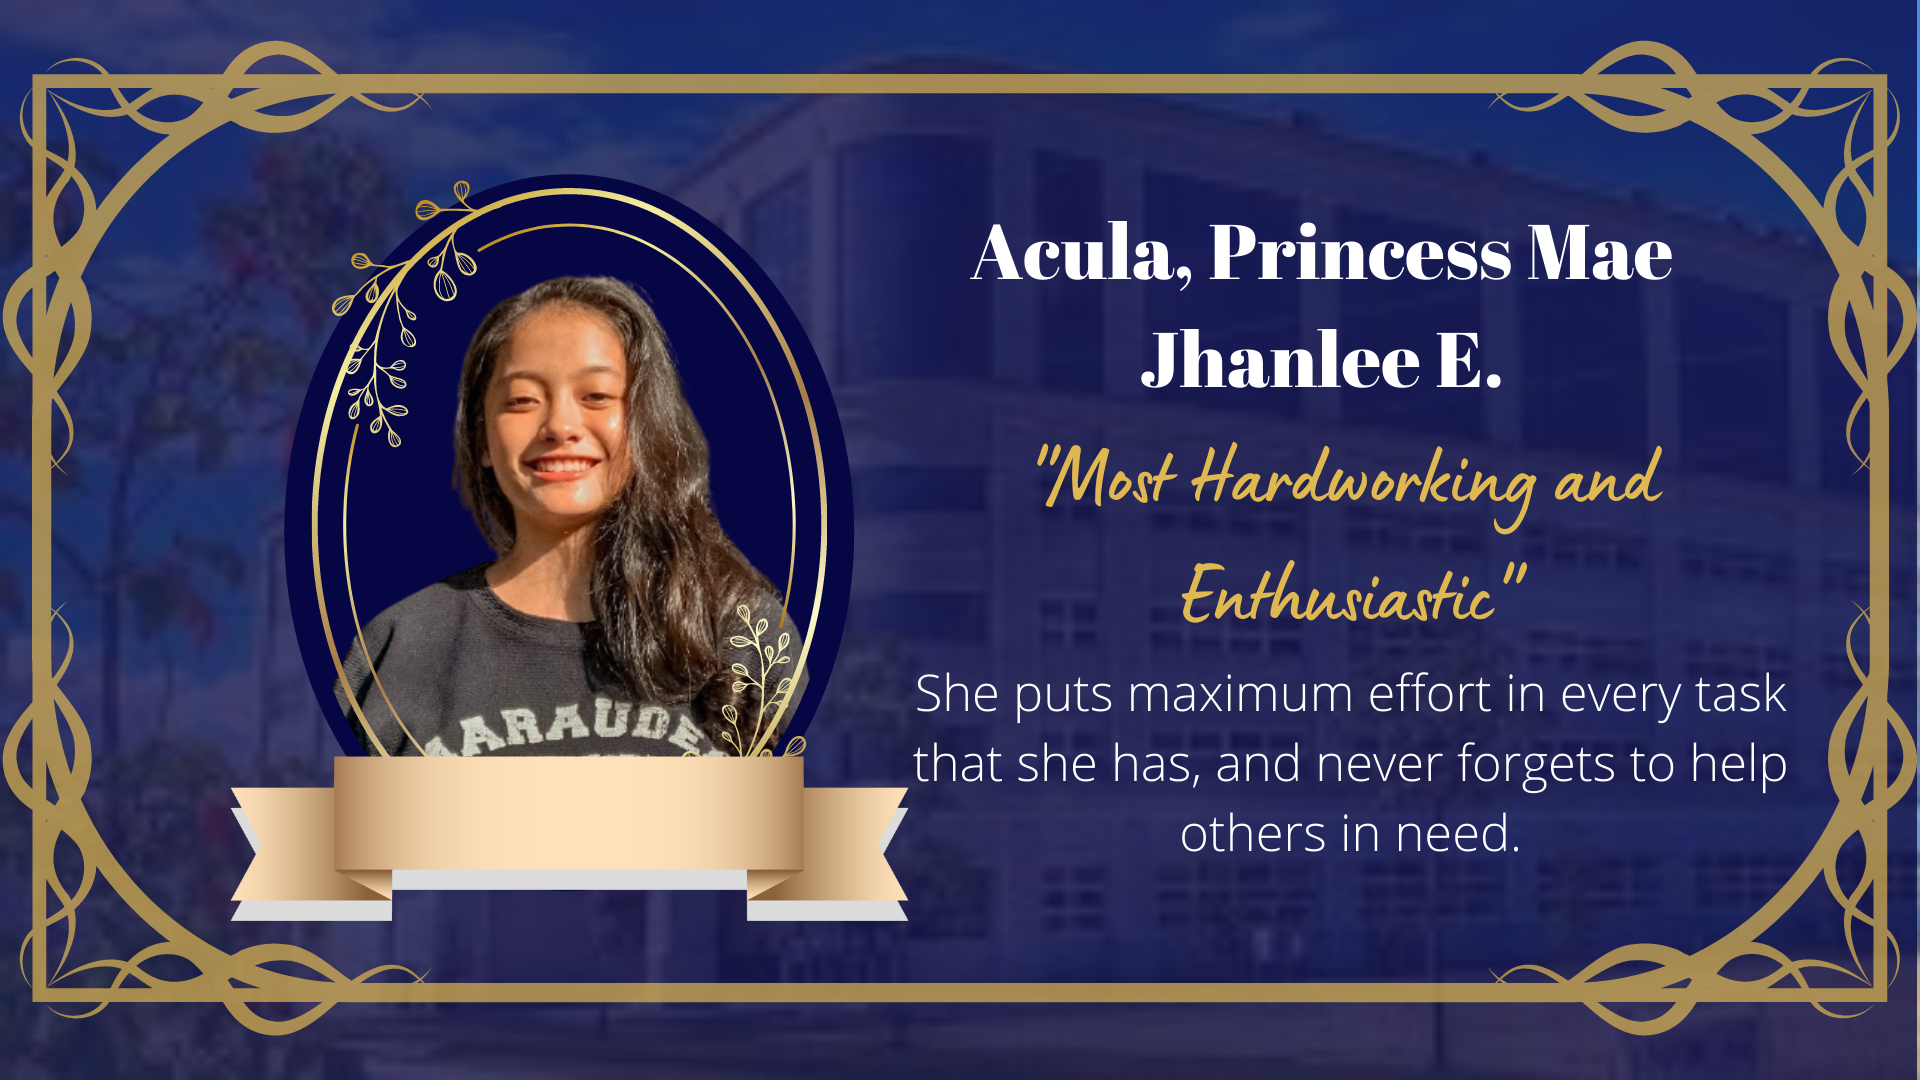 Acula, Princess Mae
Jhanlee E.
"Most Hardworking and
Enthusiastic"
She puts maximum effort in every task
that she has, and never forgets to help
others in need.